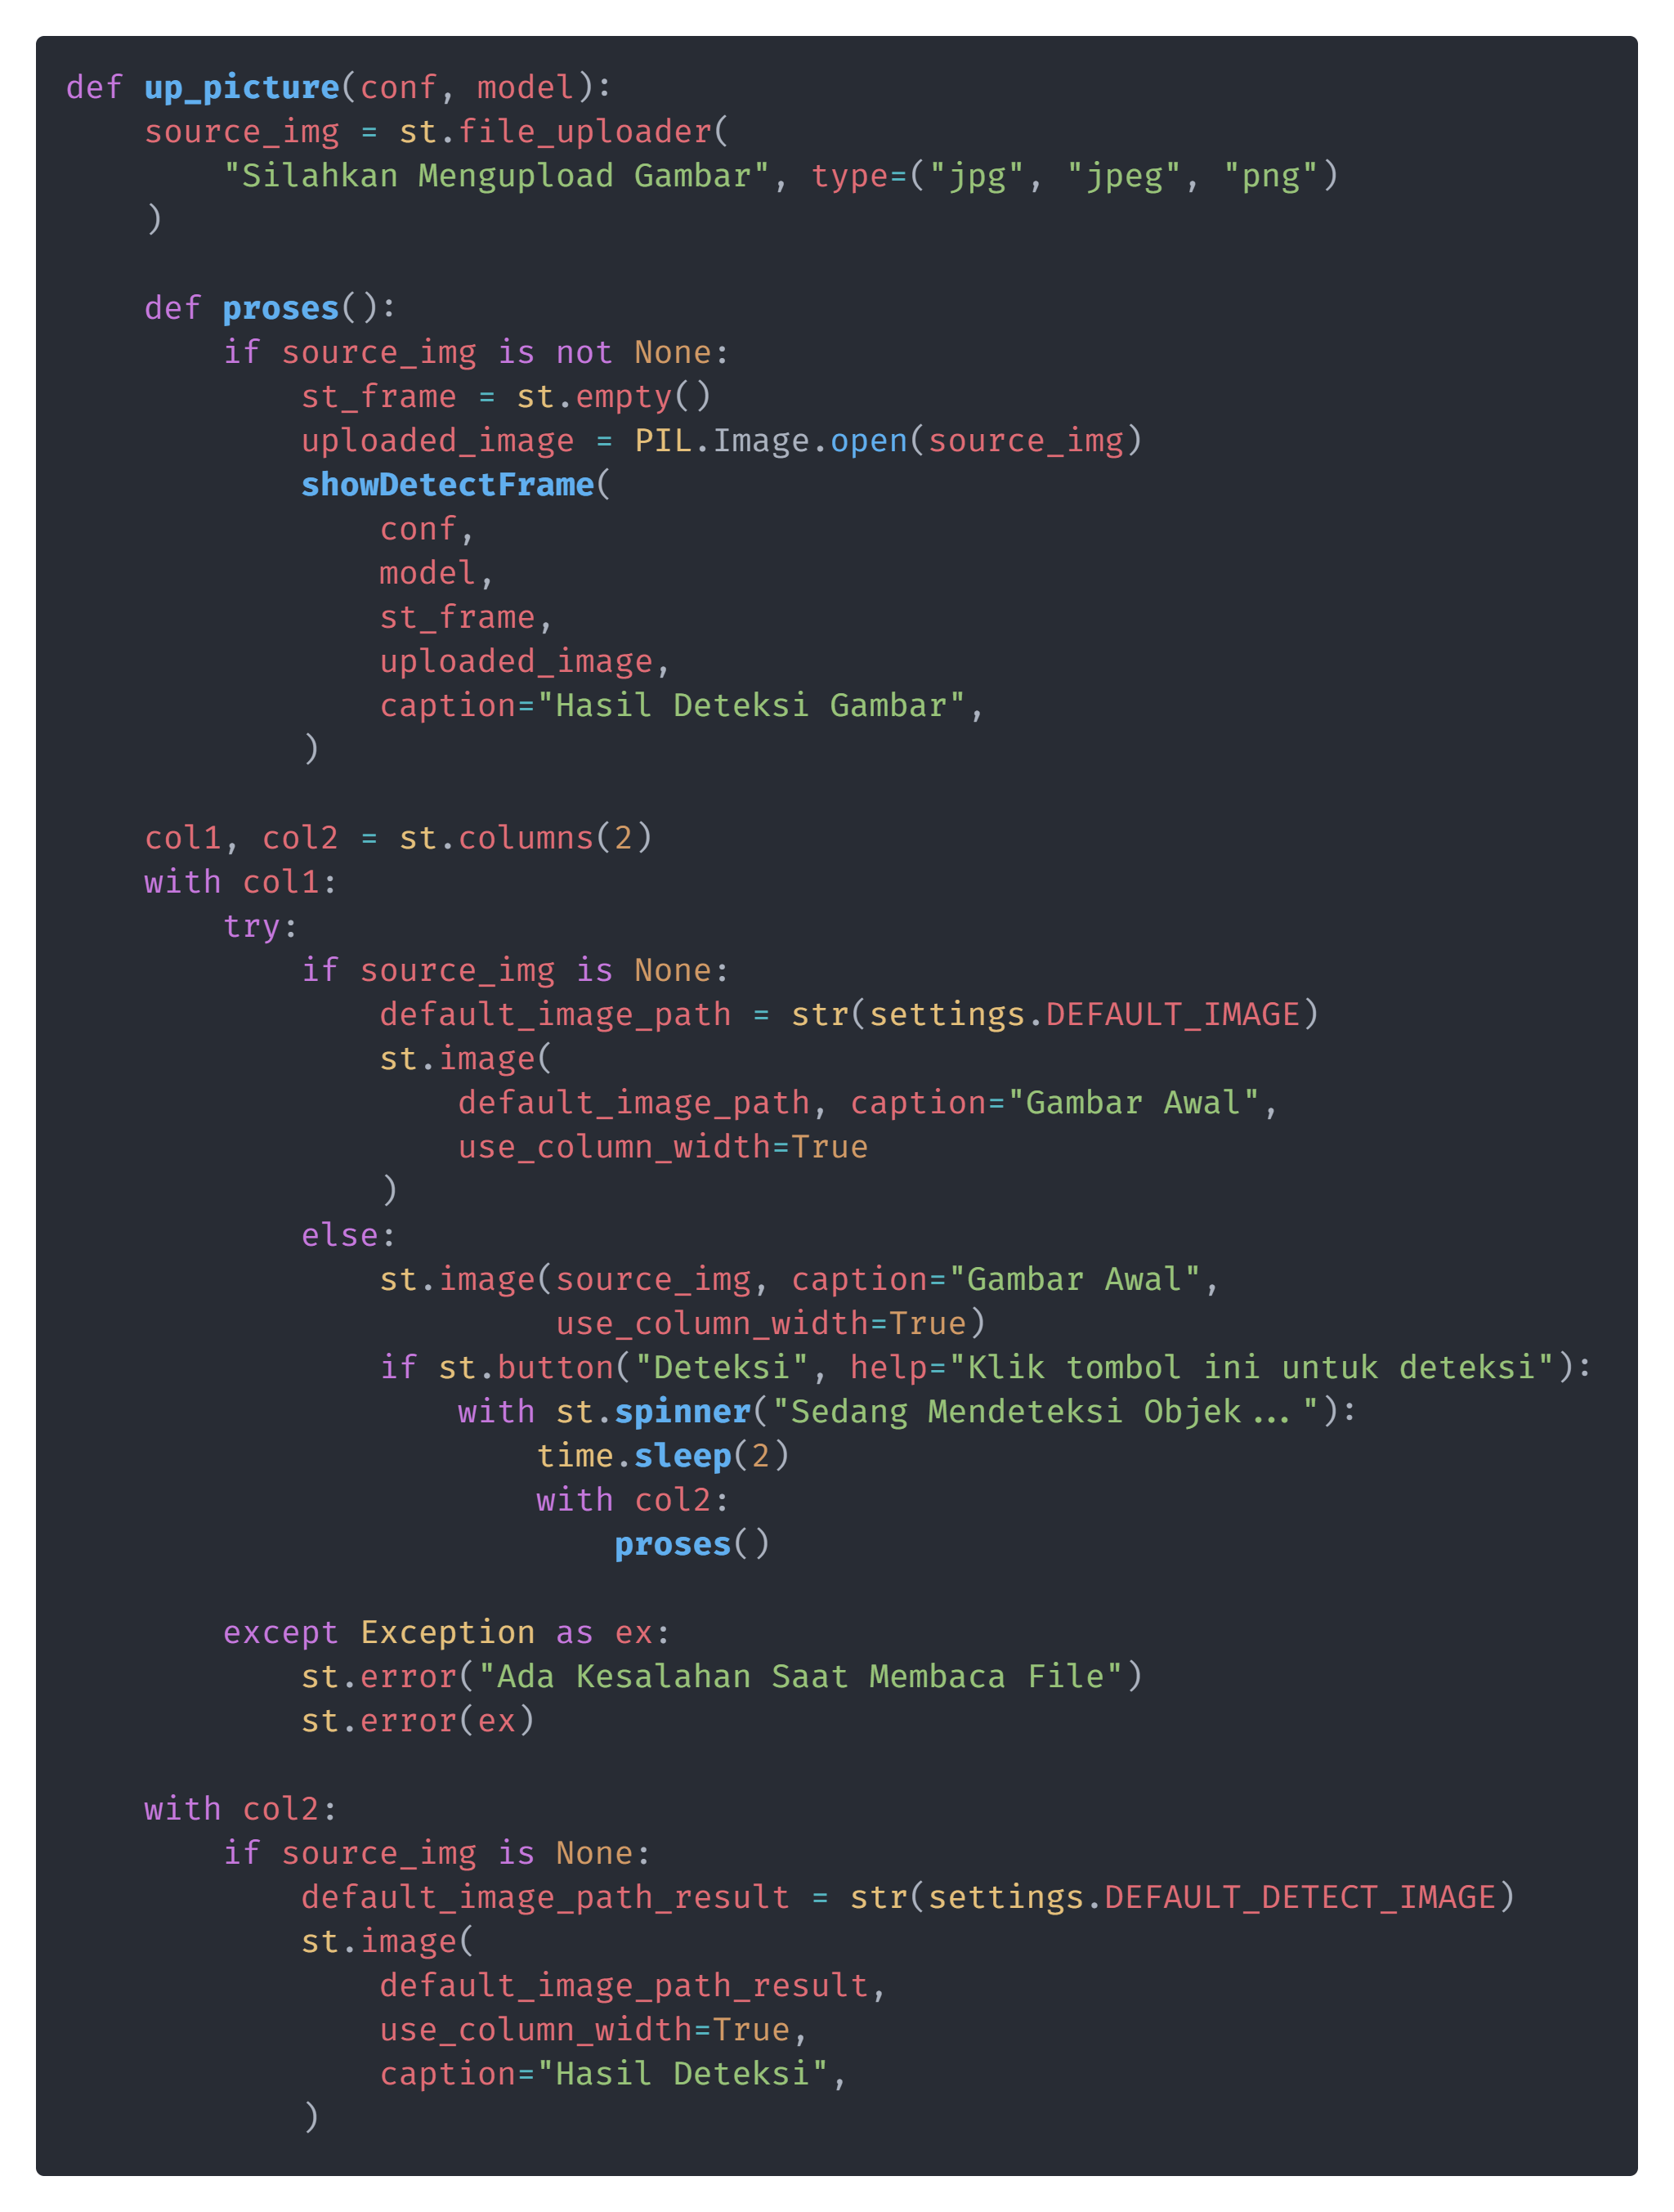 def up_picture(conf, model):
    source_img = st.file_uploader(
        "Silahkan Mengupload Gambar", type=("jpg", "jpeg", "png")
    )

    def proses():
        if source_img is not None:
            st_frame = st.empty()
            uploaded_image = PIL.Image.open(source_img)
            showDetectFrame(
                conf,
                model,
                st_frame,
                uploaded_image,
                caption="Hasil Deteksi Gambar",
            )

    col1, col2 = st.columns(2)
    with col1:
        try:
            if source_img is None:
                default_image_path = str(settings.DEFAULT_IMAGE)
                st.image(
                    default_image_path, caption="Gambar Awal",
                    use_column_width=True
                )
            else:
                st.image(source_img, caption="Gambar Awal",
                         use_column_width=True)
                if st.button("Deteksi", help="Klik tombol ini untuk deteksi"):
                    with st.spinner("Sedang Mendeteksi Objek..."):
                        time.sleep(2)
                        with col2:
                            proses()

        except Exception as ex:
            st.error("Ada Kesalahan Saat Membaca File")
            st.error(ex)

    with col2:
        if source_img is None:
            default_image_path_result = str(settings.DEFAULT_DETECT_IMAGE)
            st.image(
                default_image_path_result,
                use_column_width=True,
                caption="Hasil Deteksi",
            )